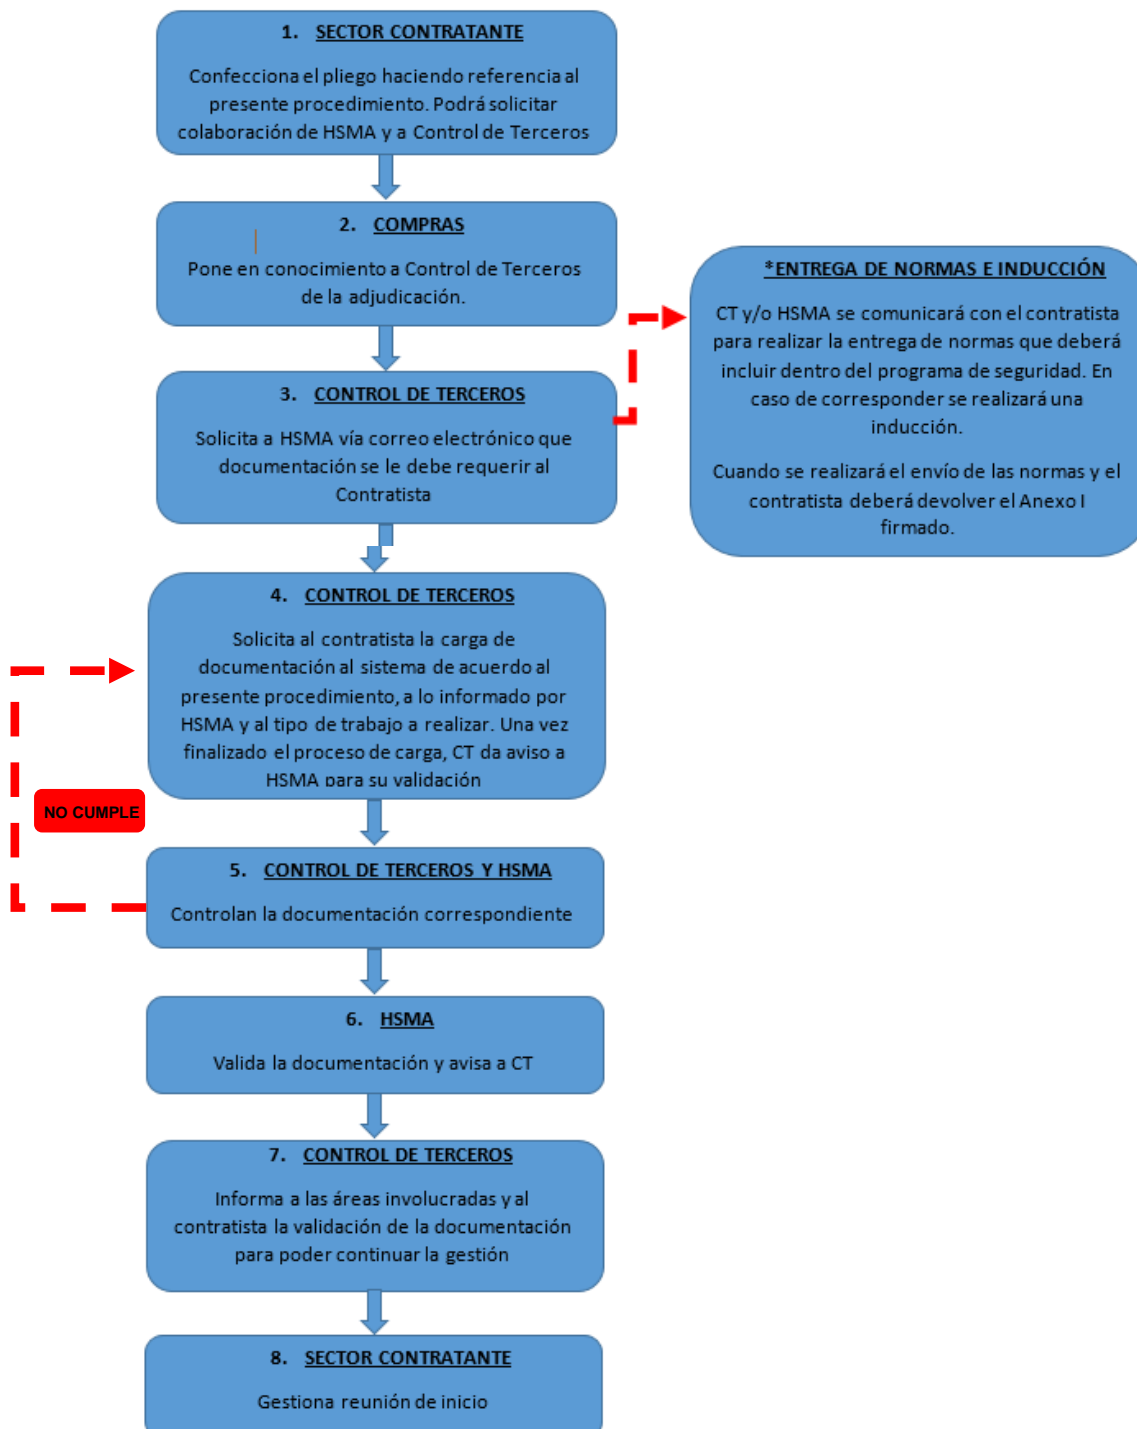 1. SECTOR CONTRATANTE
Confecciona el pliego haciendo referencia al
presente procedimiento. Podrá solicitar
colaboración de HSMA y a Control de Terceros
2. COMPRAS
Pone en conocimiento a Control de Terceros
de la adjudicación.
*ENTREGA DE NORMAS E INDUCCIÓN
CT y/o HSMA se comunicará con el contratista
para realizar la entrega de normas que deberá
incluir dentro del programa de seguridad. En
caso de corresponder se realizará una
inducción.
Cuando se realizará el envío de las normas y el
contratista deberá devolver el Anexo I
firmado.
3. CONTROL DE TERCEROS
Solicita a HSMA vía correo electrónico que
documentación se le debe requerir al
Contratista
4. CONTROL DE TERCEROS
Solicita al contratista la carga de
documentación al sistema de acuerdo al
presente procedimiento, a lo informado por
HSMA y al tipo de trabajo a realizar. Una vez
finalizado el proceso de carga, CT da aviso a
HSMA para su validación
NO CUMPLE
5. CONTROL DE TERCEROS Y HSMA
Controlan la documentación correspondiente
6. HSMA
Valida la documentación y avisa a CT
7. CONTROL DE TERCEROS
Informa a las áreas involucradas y al
contratista la validación de la documentación
para poder continuar la gestión
8. SECTOR CONTRATANTE
Gestiona reunión de inicio